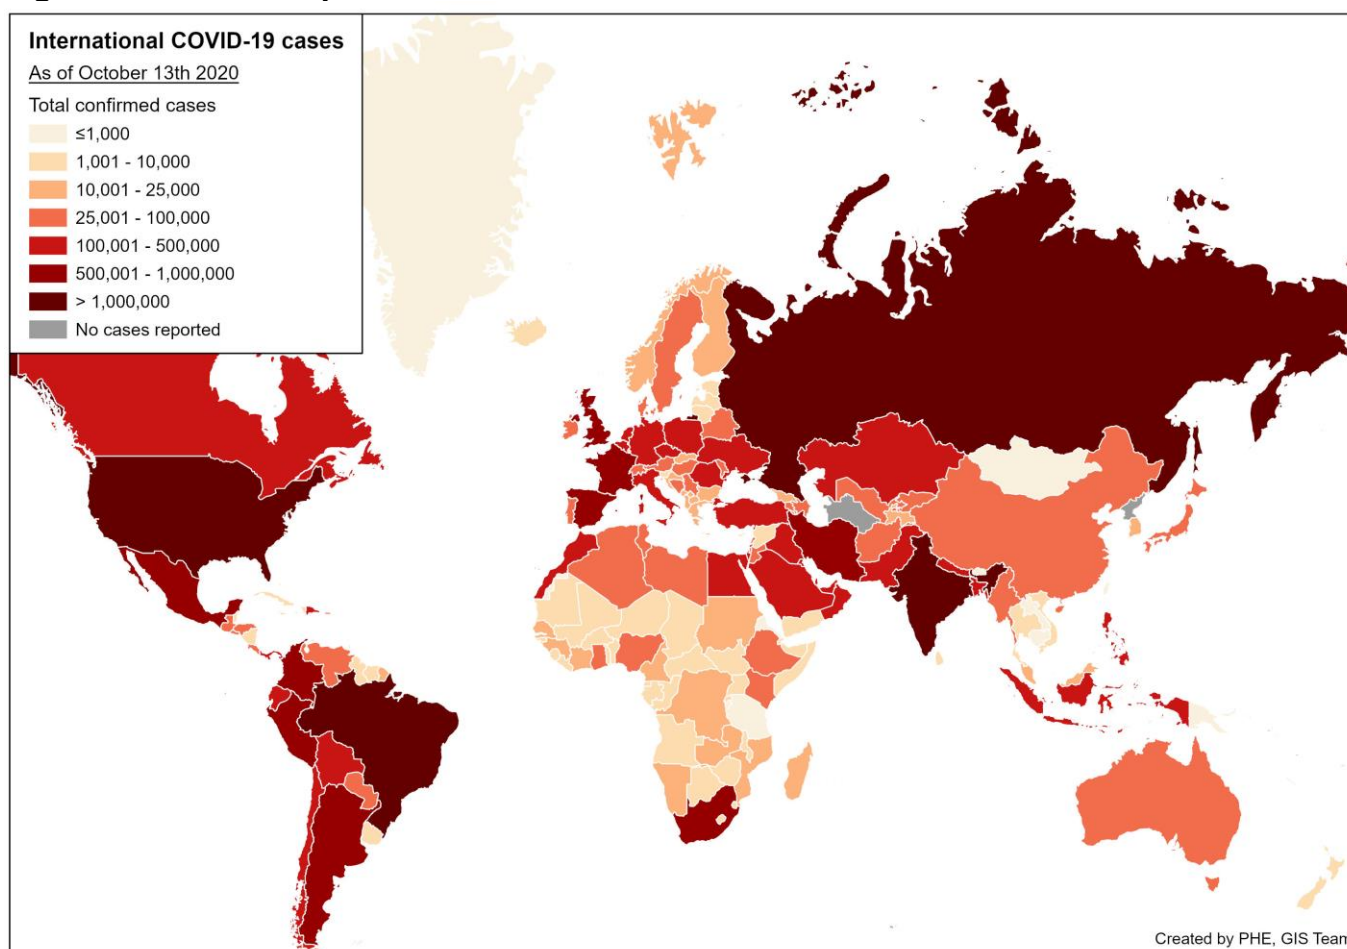 International COVID-19 cases
As of October 13th 2020
Total confirmed cases
≤1,000
1,001 - 10,000
10,001 - 25,000
25,001 - 100,000
100,001 - 500,000
500,001 - 1,000,000
> 1,000,000
No cases reported
Created by PHE, GIS Team